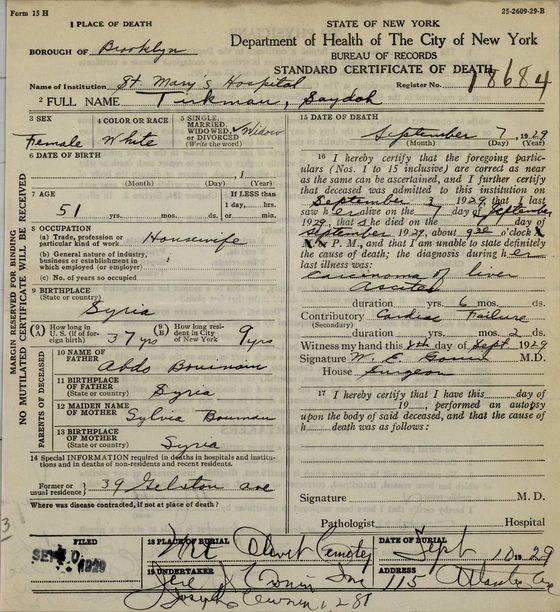 Form 15 H
25-2609-29-B
1 PLACE OF DEATH
STATE OF NEW YORK
Department of Health of The City of New York
BUREAU OF RECORDS
STANDARD CERTIFICATE OF DEATH
BOROUGH OF Brooklyn
Name of Institution St Mary's Hospital
Register No. 18684
2 FULL NAME Turkman, Saydoh
3 SEX
Female
4 COLOR OR RACE
White
5 SINGLE, MARRIED, WIDOWED, OR DIVORCED
(Write the word)
Widow
6 DATE OF BIRTH
, 1
(Month) (Day) (Year)
7 AGE
51 yrs. mos. ds.
If LESS than
1 day, hrs.
or min.
8 OCCUPATION
(a) Trade, profession or
particular kind of work
Housewife
(b) General nature of industry,
business or establishment in
which employed (or employer)
(c) No. of years so occupied
9 BIRTHPLACE
(State or country)
Syria
(9 A) How long in
U. S. (if of for-
eign birth)
37 yrs
(9 B) How long resi-
dent in City
of New York
9 yrs
PARENTS OF DECEASED
10 NAME OF
FATHER
Abdo
11 BIRTHPLACE
OF FATHER
(State or country)
Syria
12 MAIDEN NAME
OF MOTHER
Sylvia
13 BIRTHPLACE
OF MOTHER
(State or country)
Syria
14 Special INFORMATION required in deaths in hospitals and institu-
tions and in deaths of non-residents and recent residents.
Former or
usual residence
39 Gelston ave
Where was disease contracted, if not at place of death?
MARGIN RESERVED FOR BINDING
NO MUTILATED CERTIFICATE WILL BE RECEIVED
15 DATE OF DEATH
September 7, 1929
(Month) (Day) (Year)
16 I hereby certify that the foregoing partic-
ulars (Nos. 1 to 15 inclusive) are correct as near
as the same can be ascertained, and I further certify
that deceased was admitted to this institution on
September 3 1929, that I last
saw her alive on the 7 day of September
1929, that she died on the 7 day of
September 1929, about 9 30 o'clock
P. M., and that I am unable to state definitely
the cause of death; the diagnosis during her
last illness was:
Carcinoma of liver
Ascites
duration yrs. 6 mos. ds.
Contributory Cardiac Failure
(Secondary)
duration yrs. mos. 2 ds.
Witness my hand this 8th day of Sept 1929
Signature W. E. M.D.
House Surgeon
17 I hereby certify that I have this day of
19 , performed an autopsy
upon the body of said deceased, and that the cause of
h death was as follows:
Signature M. D.
Pathologist Hospital
FILED
18 PLACE OF BURIAL
Mt Olivet Cemetery
DATE OF BURIAL
Sept 10 1929
19 UNDERTAKER
ADDRESS
115 Atlantic Ave